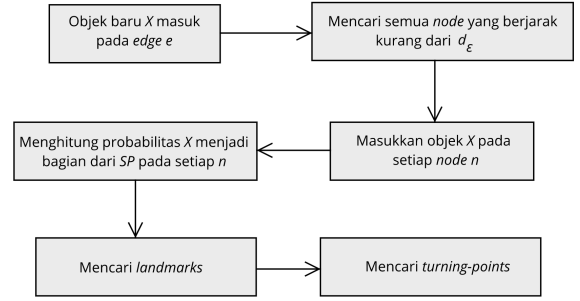 Objek baru X masuk
pada edge e
Mencari semua node yang berjarak
kurang dari dε
Masukkan objek X pada
setiap node n
Menghitung probabilitas X menjadi
bagian dari SP pada setiap n
Mencari landmarks
Mencari turning-points